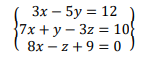 3x – 5y = 12
7x + y – 3z = 10
8x – z + 9 = 0